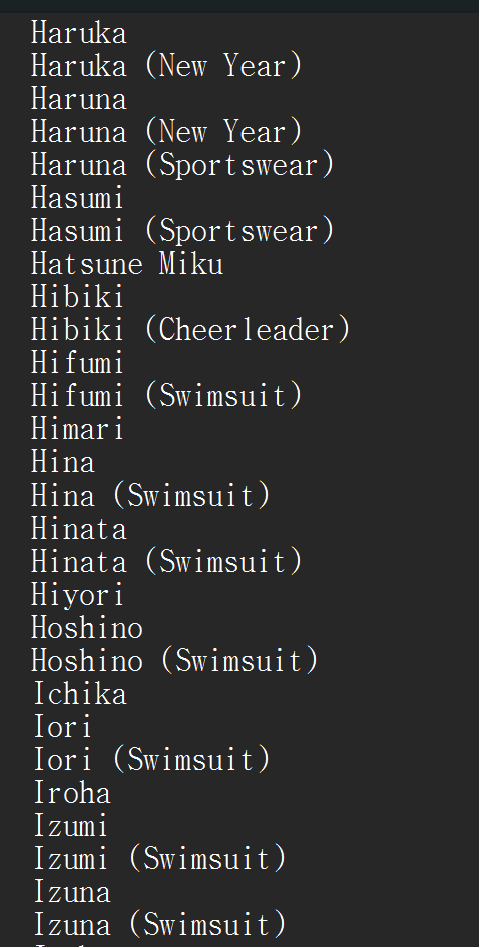 Haruka
Haruka (New Year)
Haruna
Haruna (New Year)
Haruna (Sportswear)
Hasumi
Hasumi (Sportswear)
Hatsune Miku
Hibiki
Hibiki (Cheerleader)
Hifumi
Hifumi (Swimsuit)
Himari
Hina
Hina (Swimsuit)
Hinata
Hinata (Swimsuit)
Hiyori
Hoshino
Hoshino (Swimsuit)
Ichika
Iori
Iori (Swimsuit)
Iroha
Izumi
Izumi (Swimsuit)
Izuna
Izuna (Swimsuit)